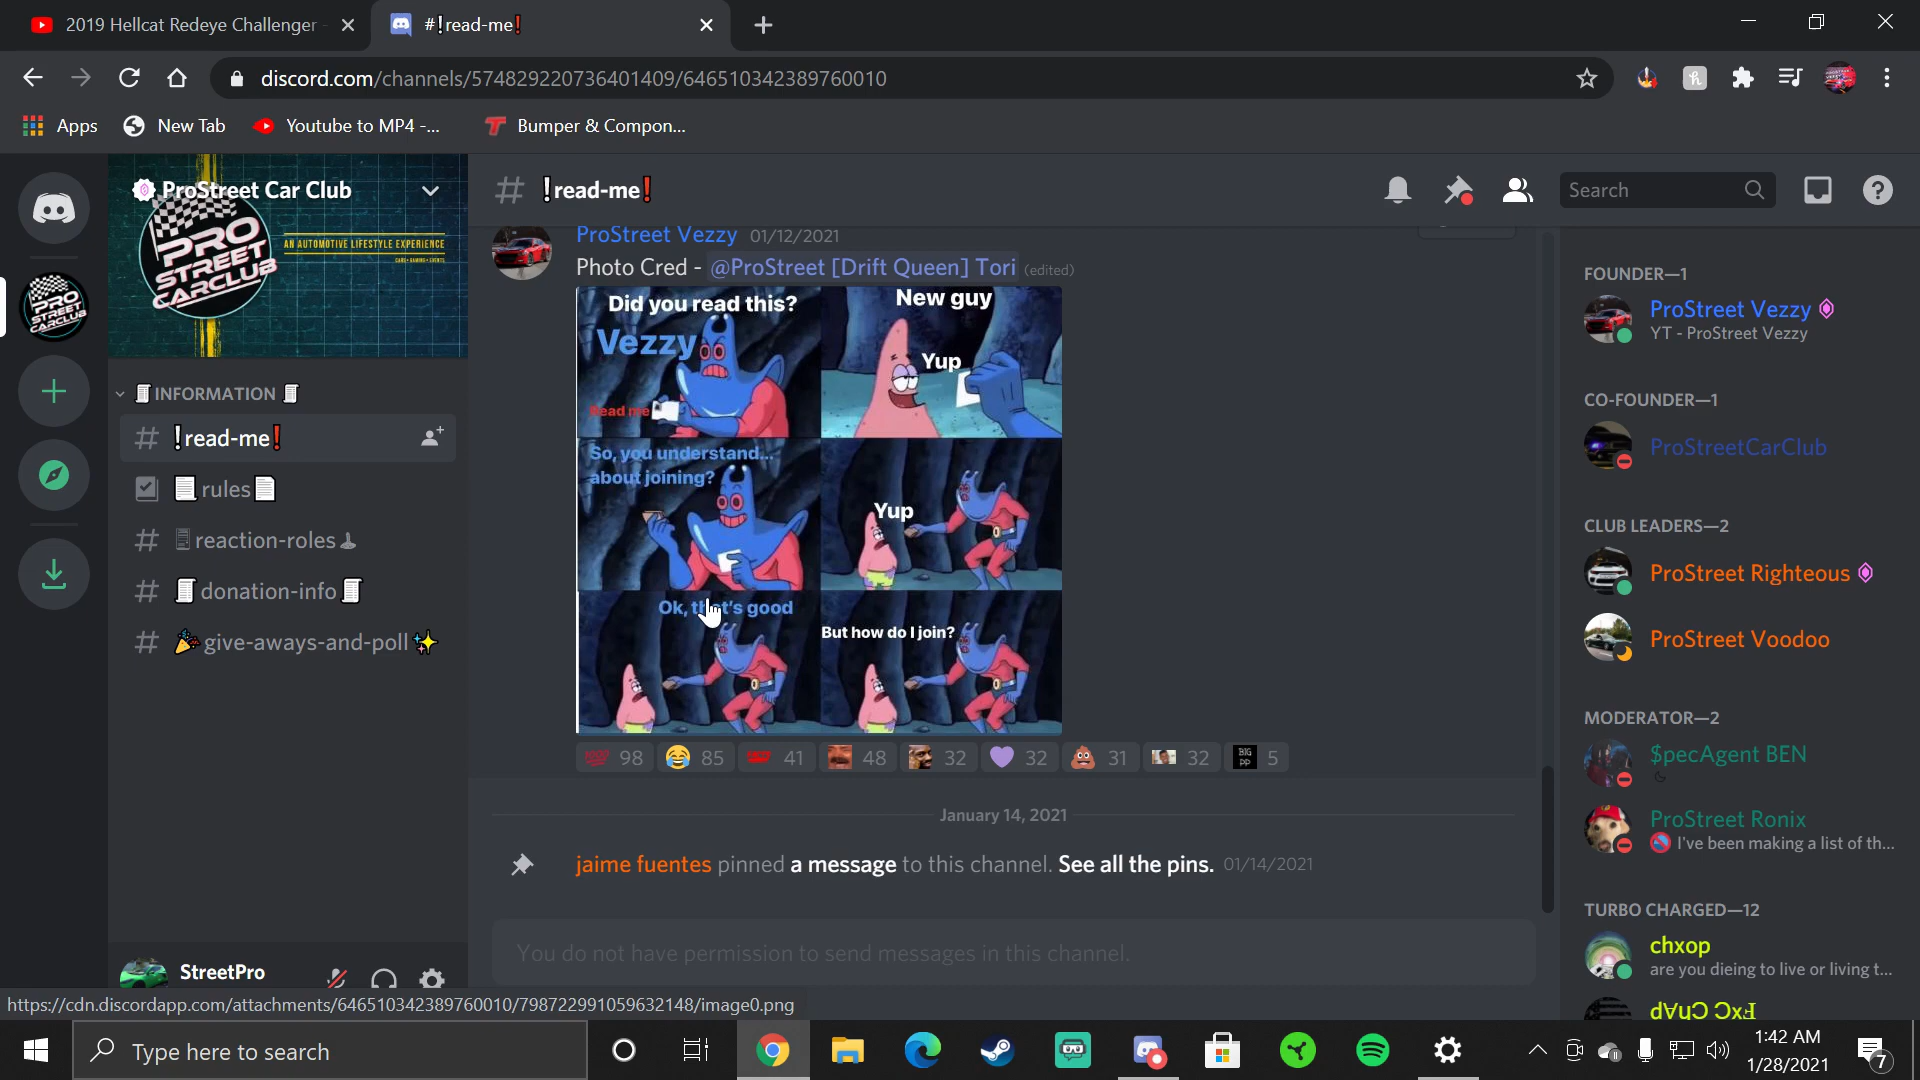 2019 Hellcat Redeye Challenger
#❗read-me❗
discord.com/channels/574829220736401409/646510342389760010
Apps
New Tab
Youtube to MP4 -...
Bumper & Compon...
ProStreet Car Club
PRO STREET CARCLUB
AN AUTOMOTIVE LIFESTYLE EXPERIENCE
INFORMATION
❗read-me❗
rules
reaction-roles
donation-info
give-aways-and-poll
StreetPro
❗read-me❗
Search
ProStreet Vezzy 01/12/2021
Photo Cred - @ProStreet [Drift Queen] Tori (edited)
Did you read this?
Vezzy
Read me
New guy
Yup
So, you understand...
about joining?
Yup
Ok, that's good
But how do I join?
98 85 41 48 32 32 31 32 BIG PP 5
January 14, 2021
jaime fuentes pinned a message to this channel. See all the pins. 01/14/2021
You do not have permission to send messages in this channel.
FOUNDER—1
ProStreet Vezzy
YT - ProStreet Vezzy
CO-FOUNDER—1
ProStreetCarClub
CLUB LEADERS—2
ProStreet Righteous
ProStreet Voodoo
MODERATOR—2
$pecAgent BEN
ProStreet Ronix
I've been making a list of th...
TURBO CHARGED—12
chxop
are you dieing to live or living t...
https://cdn.discordapp.com/attachments/646510342389760010/798722991059632148/image0.png
Type here to search
1:42 AM
1/28/2021
7